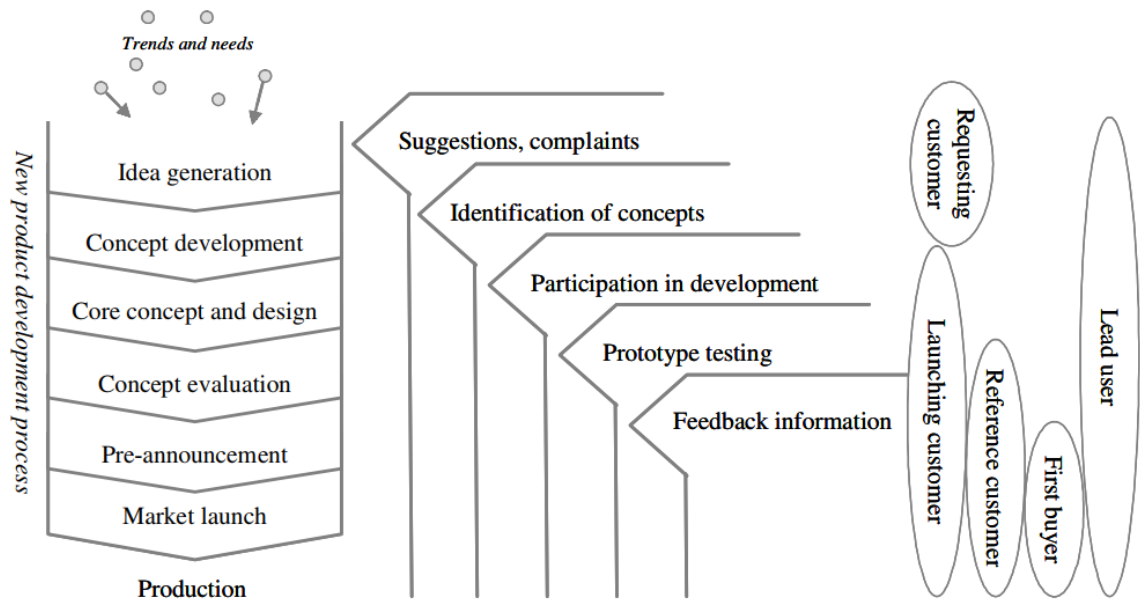 Trends and needs
New product development process
Idea generation
Concept development
Core concept and design
Concept evaluation
Pre-announcement
Market launch
Production
Suggestions, complaints
Identification of concepts
Participation in development
Prototype testing
Feedback information
Requesting
customer
Launching customer
Reference customer
First buyer
Lead user